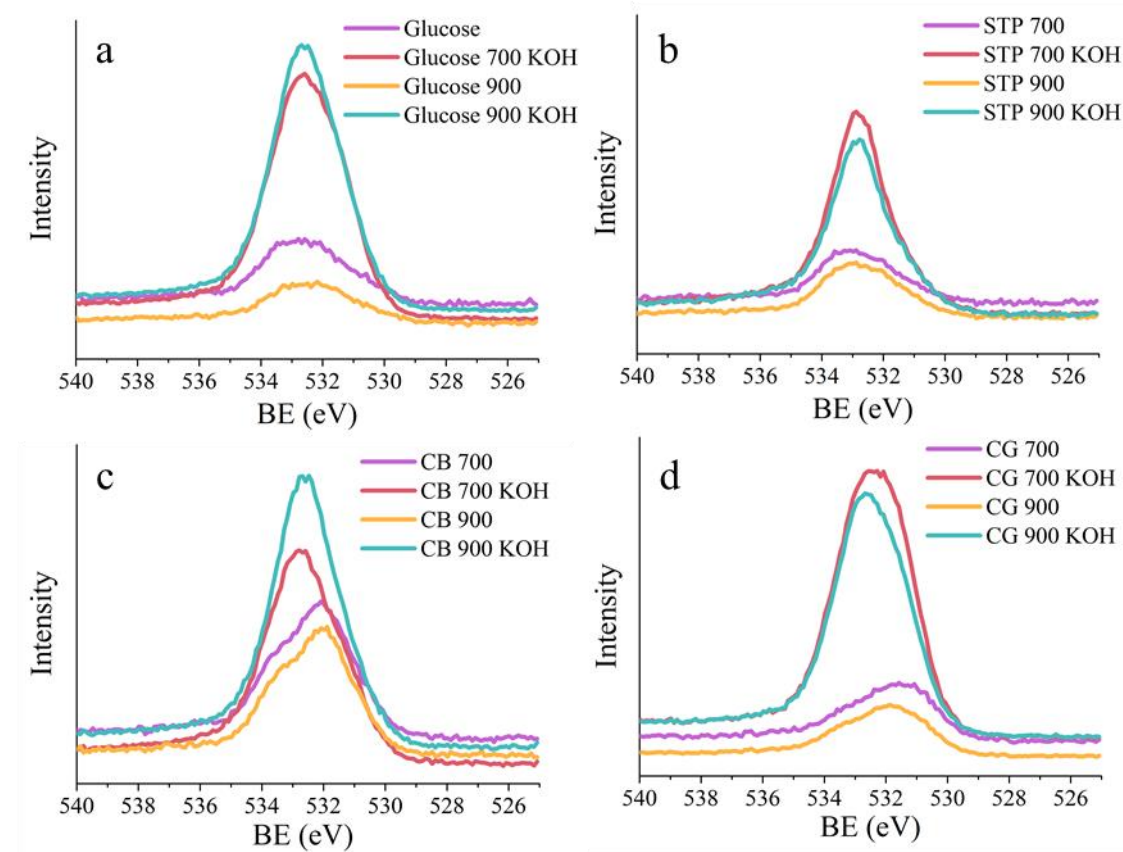 a
Glucose
Glucose 700 KOH
Glucose 900
Glucose 900 KOH
Intensity
540 538 536 534 532 530 528 526
BE (eV)
b
STP 700
STP 700 KOH
STP 900
STP 900 KOH
Intensity
540 538 536 534 532 530 528 526
BE (eV)
c
CB 700
CB 700 KOH
CB 900
CB 900 KOH
Intensity
540 538 536 534 532 530 528 526
BE (eV)
d
CG 700
CG 700 KOH
CG 900
CG 900 KOH
Intensity
540 538 536 534 532 530 528 526
BE (eV)